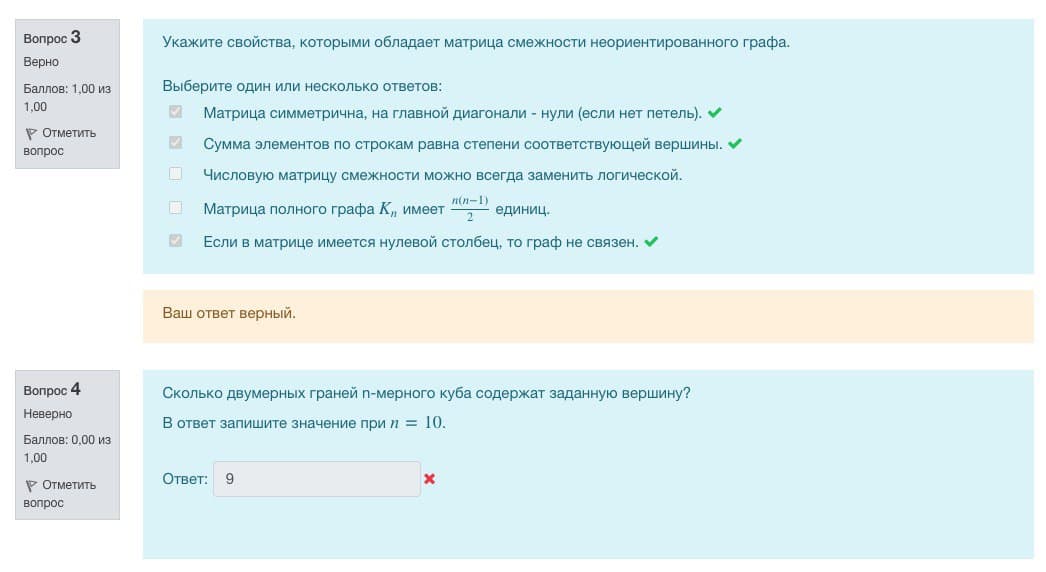 Вопрос 3
Верно
Баллов: 1,00 из
1,00
Отметить
вопрос
Укажите свойства, которыми обладает матрица смежности неориентированного графа.
Выберите один или несколько ответов:
Матрица симметрична, на главной диагонали - нули (если нет петель).
Сумма элементов по строкам равна степени соответствующей вершины.
Числовую матрицу смежности можно всегда заменить логической.
Матрица полного графа Kₙ имеет n(n−1)/2 единиц.
Если в матрице имеется нулевой столбец, то граф не связен.
Ваш ответ верный.
Вопрос 4
Неверно
Баллов: 0,00 из
1,00
Отметить
вопрос
Сколько двумерных граней n-мерного куба содержат заданную вершину?
В ответ запишите значение при n = 10.
Ответ: 9